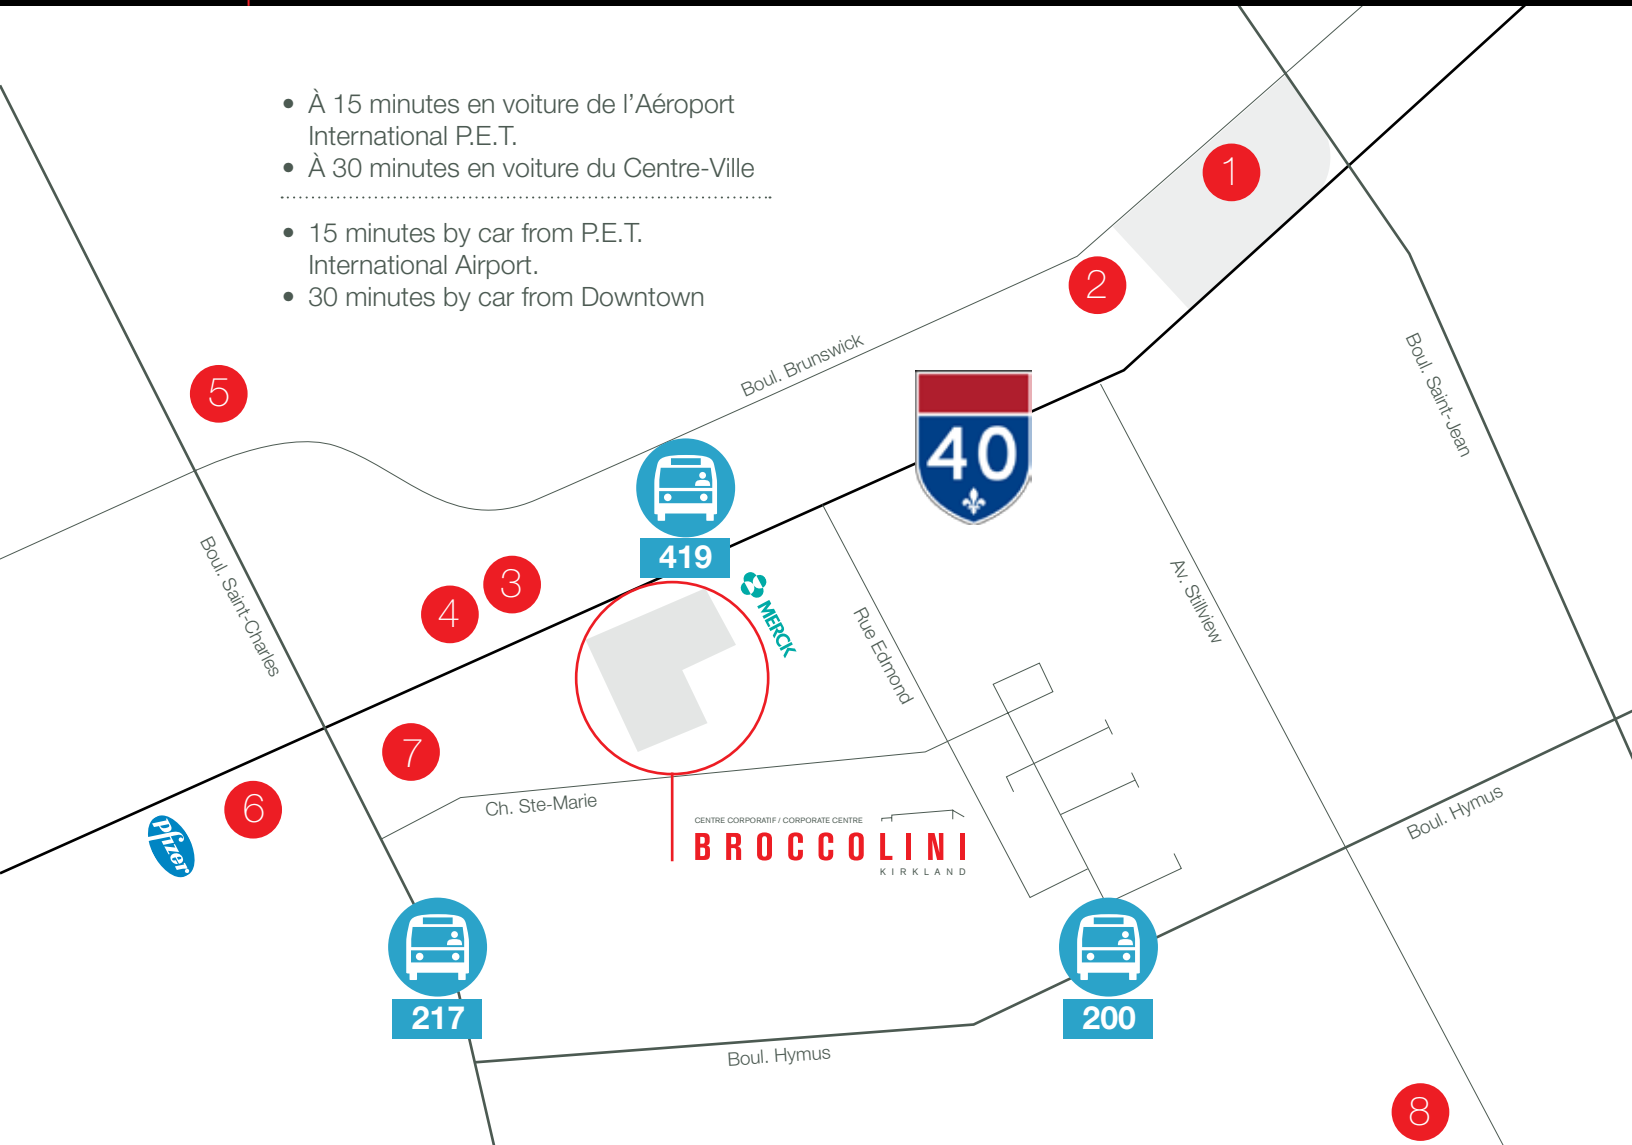 • À 15 minutes en voiture de l'Aéroport
International P.E.T.
• À 30 minutes en voiture du Centre-Ville
• 15 minutes by car from P.E.T.
International Airport.
• 30 minutes by car from Downtown
1
2
Boul. Brunswick
Boul. Saint-Jean
5
40
419
Boul. Saint-Charles
3
4
MERCK
Rue Edmond
Av. Stillview
7
6
Pfizer
Ch. Ste-Marie
CENTRE CORPORATIF / CORPORATE CENTRE
BROCCOLINI
KIRKLAND
Boul. Hymus
217
200
Boul. Hymus
8